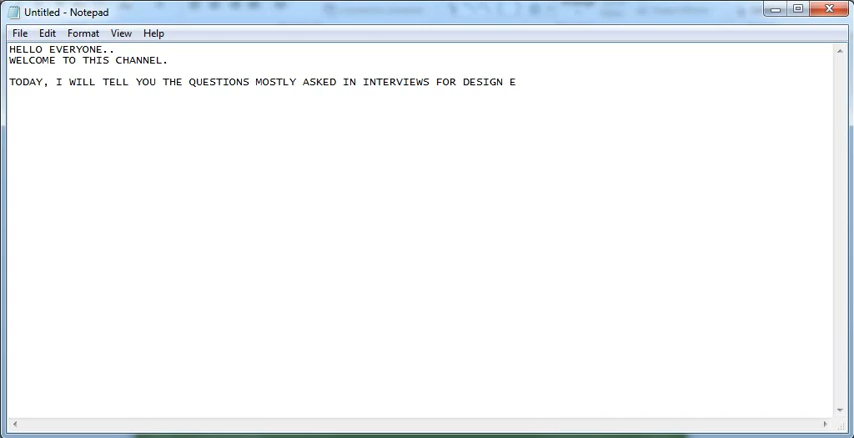 Untitled - Notepad
File Edit Format View Help
HELLO EVERYONE..
WELCOME TO THIS CHANNEL.
TODAY, I WILL TELL YOU THE QUESTIONS MOSTLY ASKED IN INTERVIEWS FOR DESIGN E